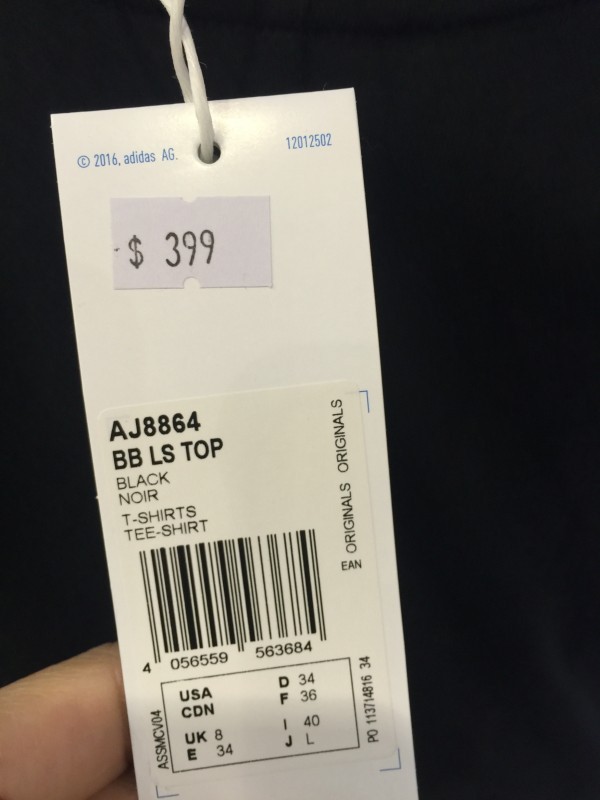 © 2016, adidas AG.
12012502
$ 399
AJ8864
BB LS TOP
BLACK
NOIR
T-SHIRTS
TEE-SHIRT
ORIGINALS ORIGINALS
EAN
4 056559 563684
USA
CDN
UK 8
E 34
D 34
F 36
I 40
J L
ASSMCV04
PO 113714816 34